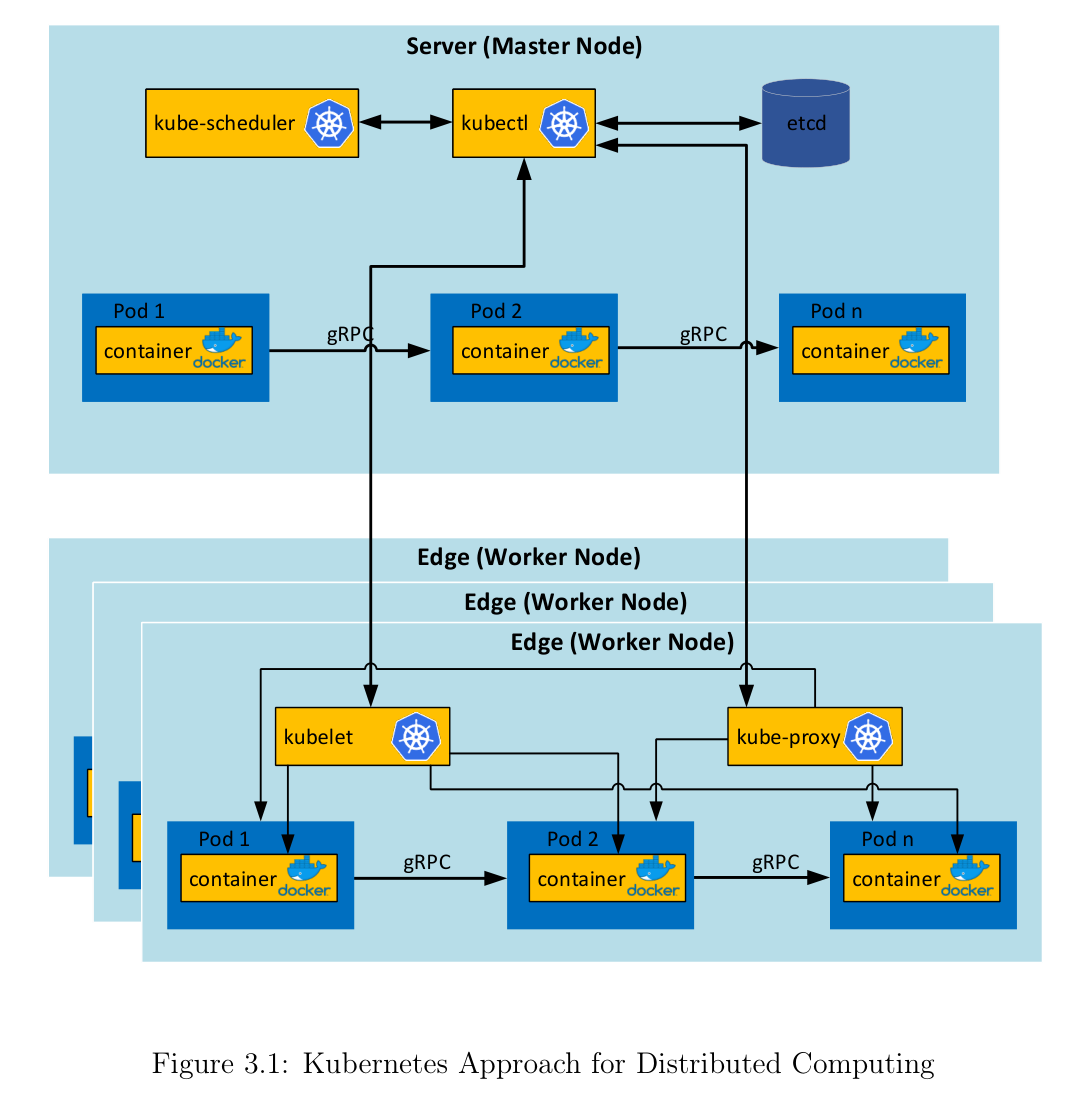 Server (Master Node)
kube-scheduler
kubectl
etcd
Pod 1
container
docker
gRPC
Pod 2
container
docker
gRPC
Pod n
container
docker
Edge (Worker Node)
Edge (Worker Node)
Edge (Worker Node)
kubelet
kube-proxy
Pod 1
container
docker
gRPC
Pod 2
container
docker
gRPC
Pod n
container
docker
Figure 3.1: Kubernetes Approach for Distributed Computing